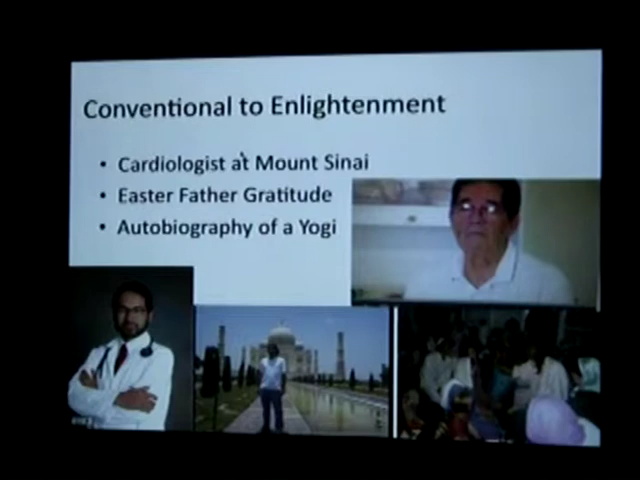 Conventional to Enlightenment
• Cardiologist at Mount Sinai
• Easter Father Gratitude
• Autobiography of a Yogi